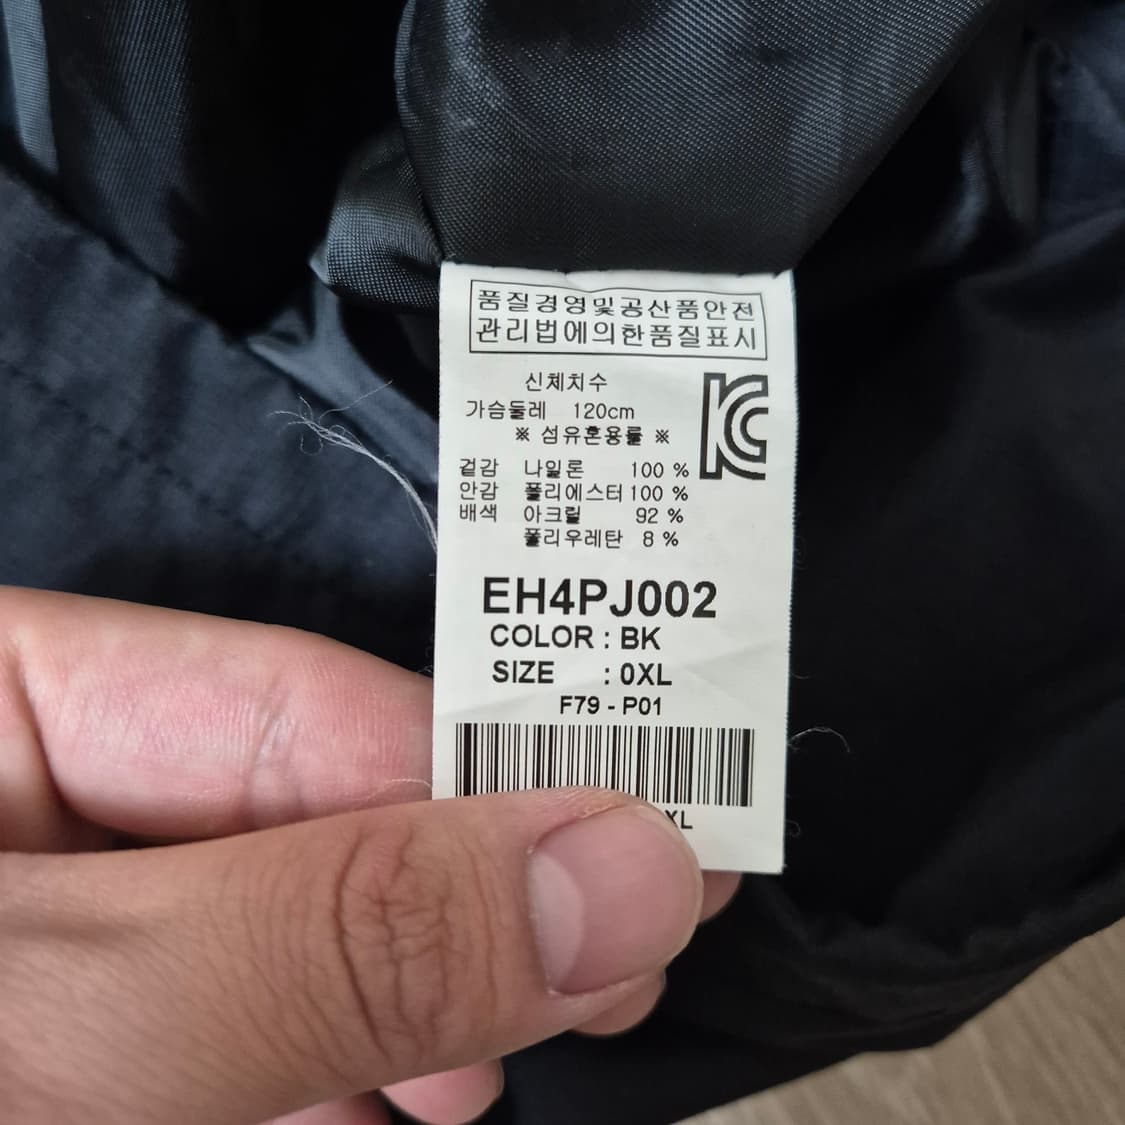 품질경영및공산품안전
관리법에의한품질표시
신체치수
가슴둘레 120cm
※ 섬유혼용률 ※
겉감 나일론 100 %
안감 폴리에스터 100 %
배색 아크릴 92 %
폴리우레탄 8 %
EH4PJ002
COLOR : BK
SIZE : 0XL
F79 - P01
XL